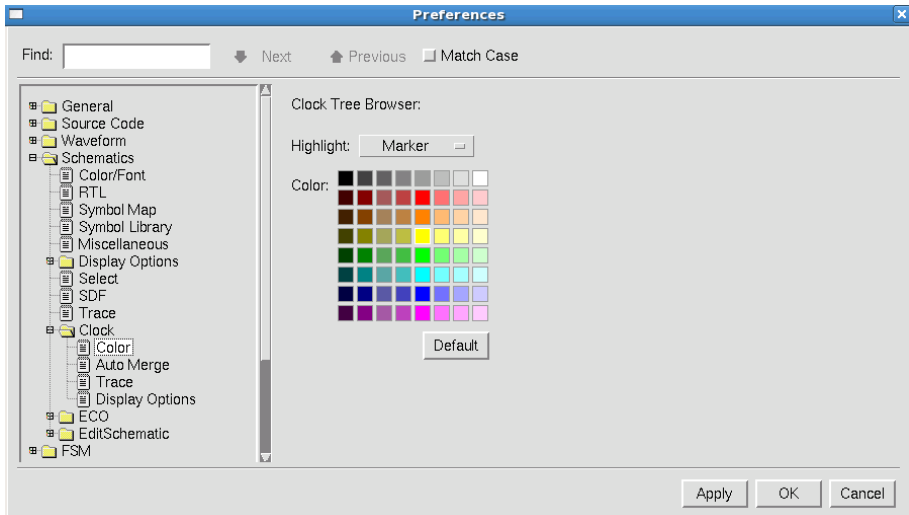 Preferences
Find:
Next
Previous
Match Case
General
Source Code
Waveform
Schematics
Color/Font
RTL
Symbol Map
Symbol Library
Miscellaneous
Display Options
Select
SDF
Trace
Clock
Color
Auto Merge
Trace
Display Options
ECO
EditSchematic
FSM
Clock Tree Browser:
Highlight: Marker
Color:
Default
Apply
OK
Cancel